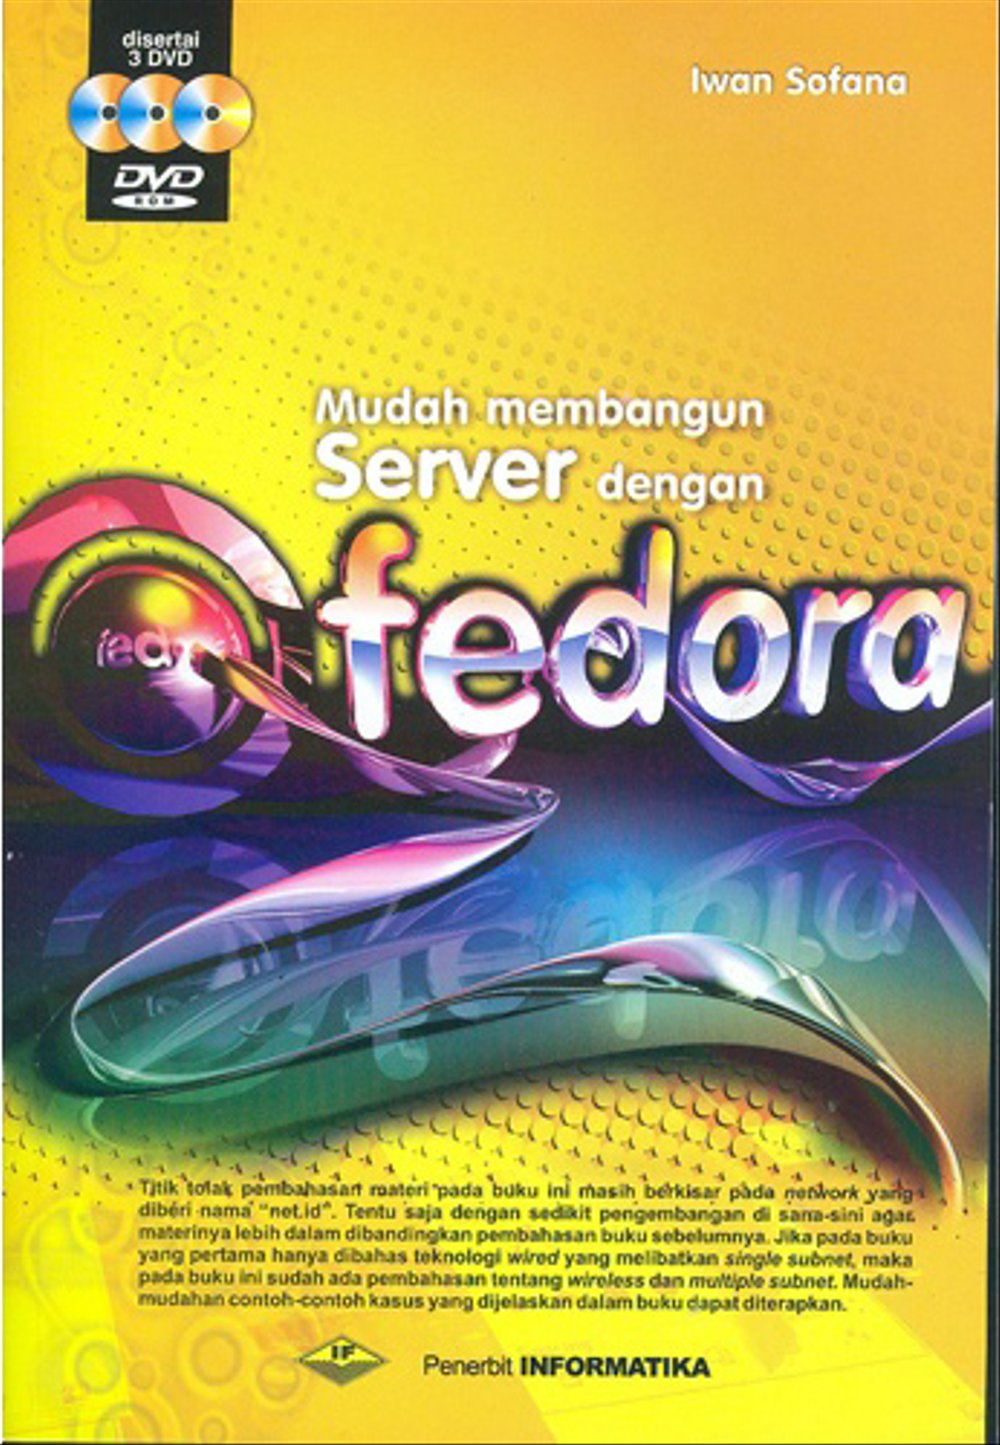 disertai
3 DVD
DVD
ROM
Iwan Sofana
Mudah membangun
Server dengan
fedora
fedora
Titik tolak pembahasan materi pada buku ini masih berkisar pada network yang
diberi nama "net.id". Tentu saja dengan sedikit pengembangan di sana-sini agar
materinya lebih dalam dibandingkan pembahasan buku sebelumnya. Jika pada buku
yang pertama hanya dibahas teknologi wired yang melibatkan single subnet, maka
pada buku ini sudah ada pembahasan tentang wireless dan multiple subnet. Mudah-
mudahan contoh-contoh kasus yang dijelaskan dalam buku dapat diterapkan.
IF
Penerbit INFORMATIKA